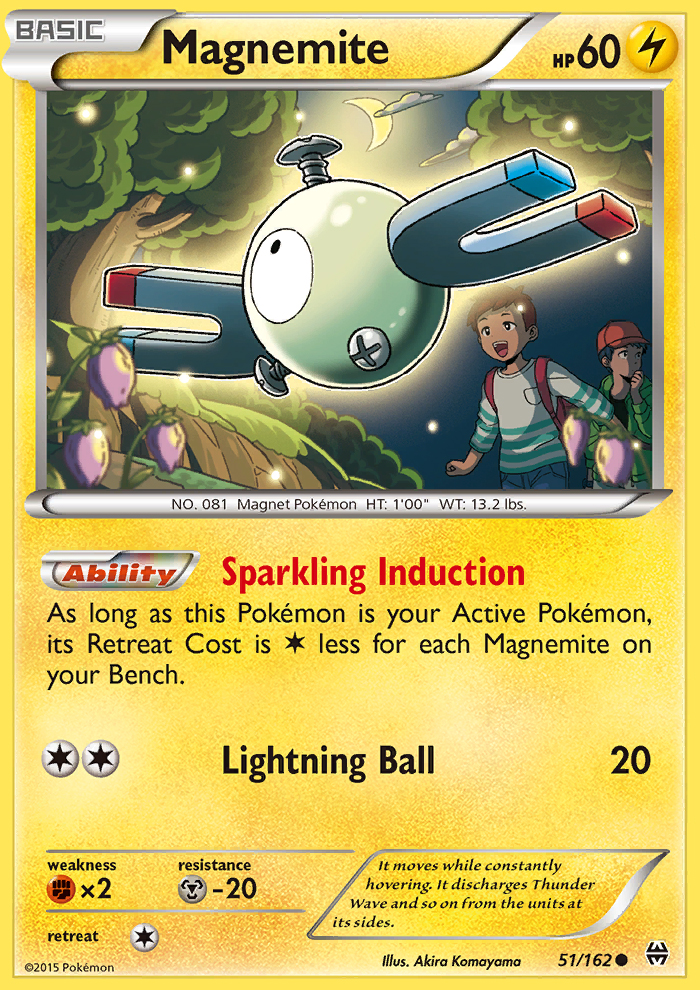 BASIC
Magnemite
HP60
NO. 081 Magnet Pokémon HT: 1'00" WT: 13.2 lbs.
Ability Sparkling Induction
As long as this Pokémon is your Active Pokémon,
its Retreat Cost is less for each Magnemite on
your Bench.
Lightning Ball 20
weakness resistance
×2 -20
retreat
It moves while constantly
hovering. It discharges Thunder
Wave and so on from the units at
its sides.
Illus. Akira Komayama 51/162
©2015 Pokémon